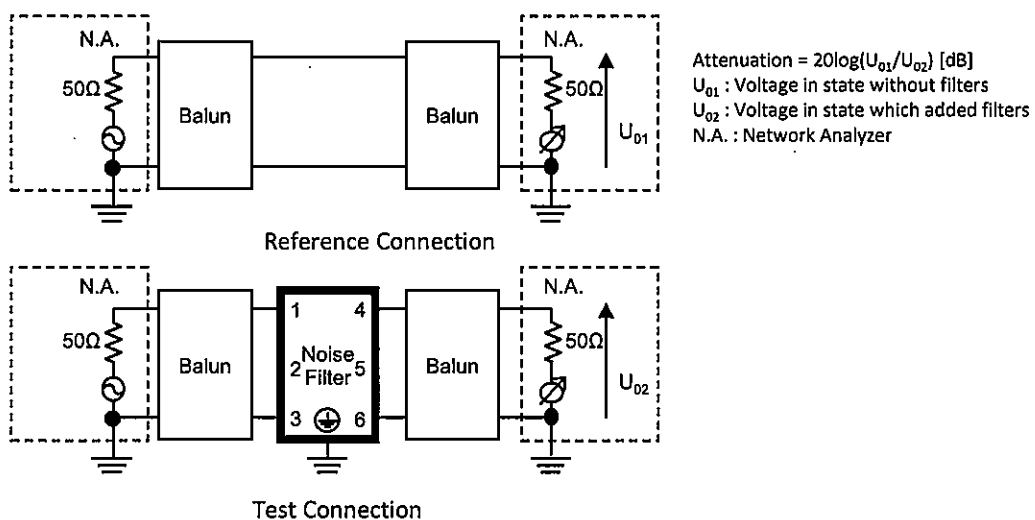 N.A.
50Ω
Balun
Balun
N.A.
50Ω
U01
Attenuation = 20log(U01/U02) [dB]
U01 : Voltage in state without filters
U02 : Voltage in state which added filters
N.A. : Network Analyzer
Reference Connection
N.A.
50Ω
Balun
1 4
2 Noise 5
Filter
3 6
Balun
N.A.
50Ω
U02
Test Connection